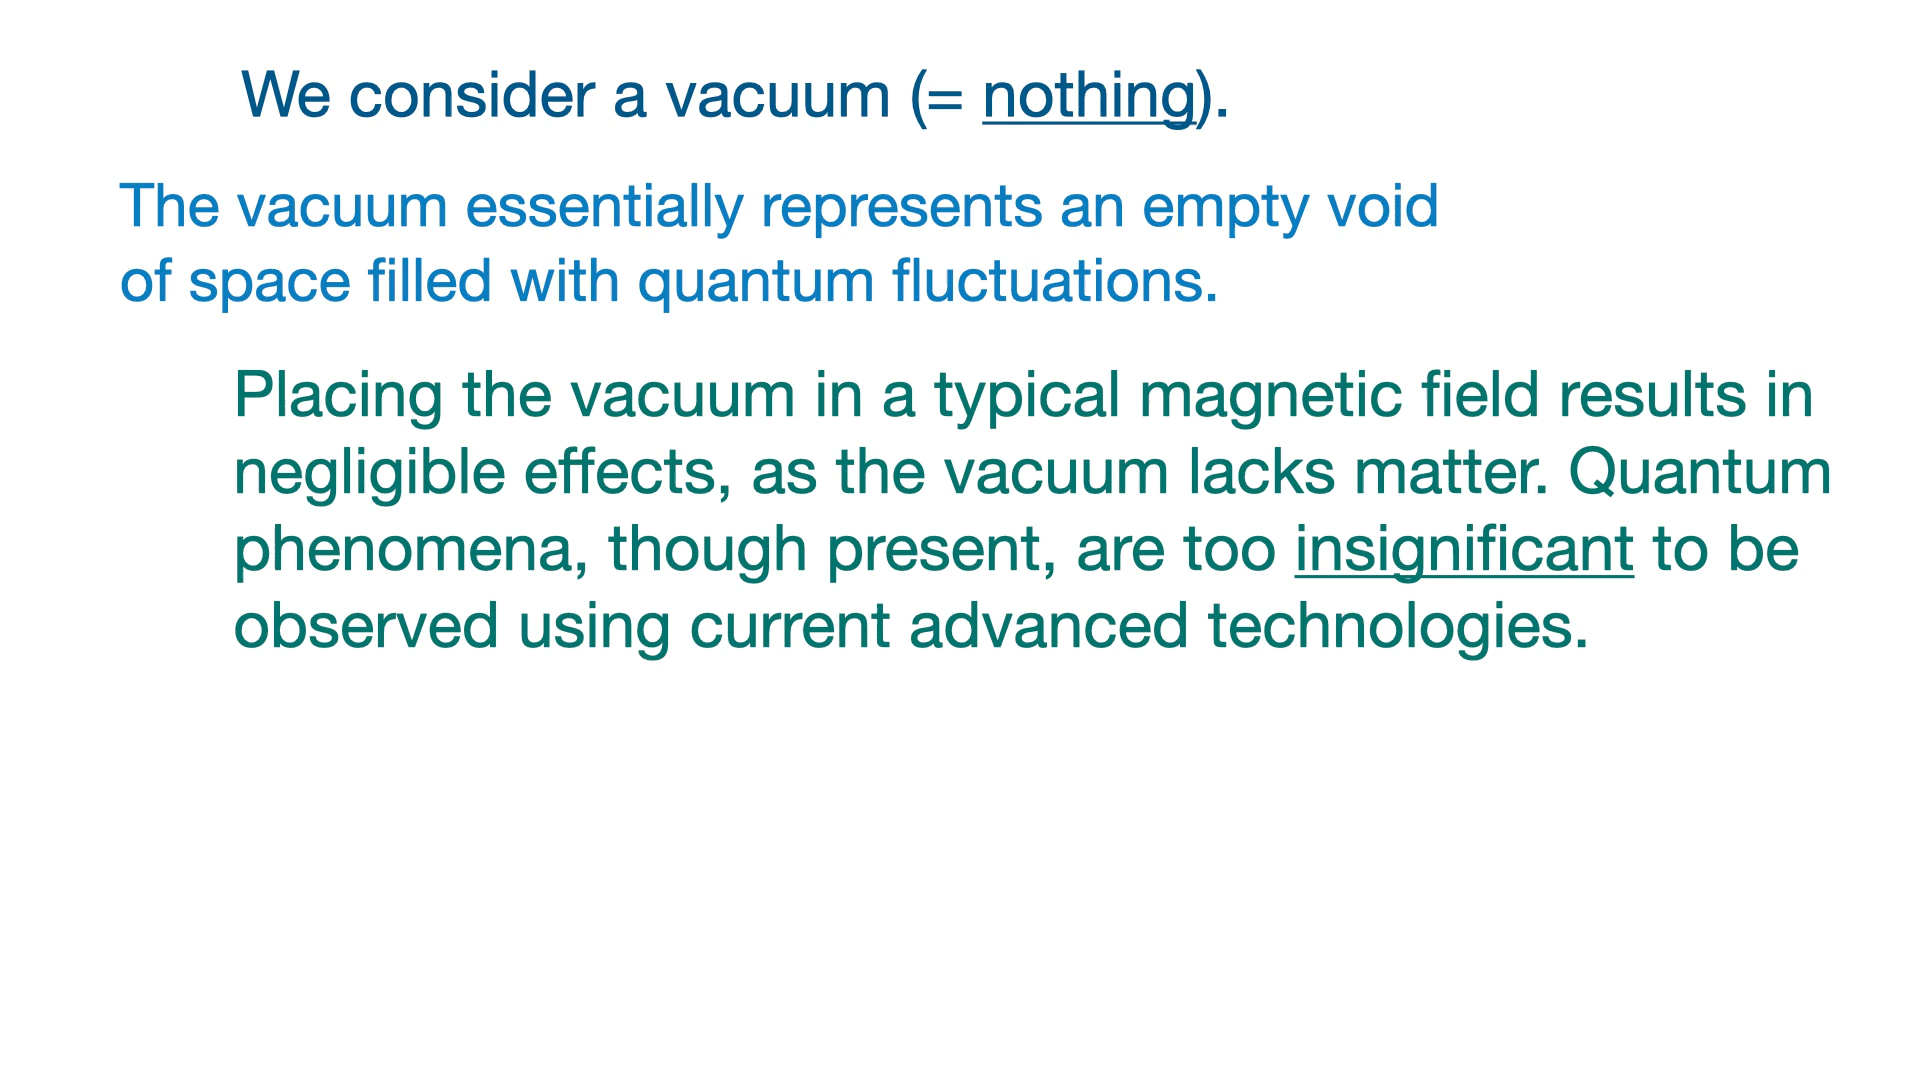 We consider a vacuum (= nothing).
The vacuum essentially represents an empty void
of space filled with quantum fluctuations.
Placing the vacuum in a typical magnetic field results in
negligible effects, as the vacuum lacks matter. Quantum
phenomena, though present, are too insignificant to be
observed using current advanced technologies.